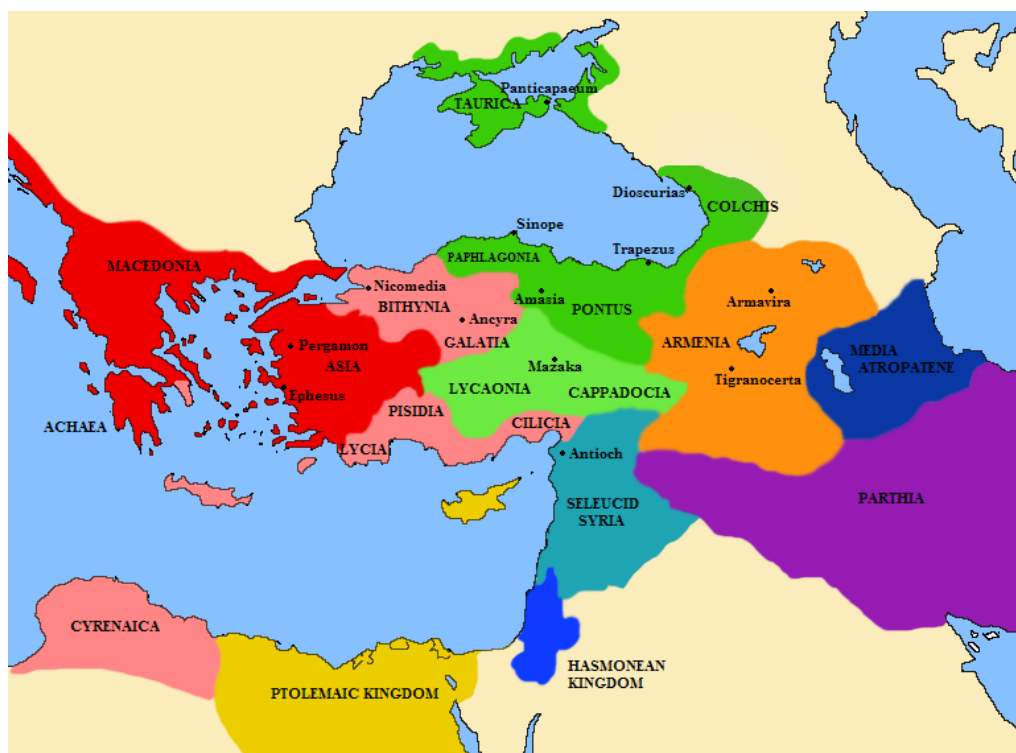 Panticapaeum
TAURICA
Dioscurias
COLCHIS
Sinope
Trapezus
PAPHLAGONIA
MACEDONIA
Nicomedia
BITHYNIA
Amasia
PONTUS
Armavira
Ancyra
GALATIA
ARMENIA
MEDIA
ATROPATENE
Pergamon
ASIA
Mazaka
Tigranocerta
Ephesus
LYCAONIA
CAPPADOCIA
PISIDIA
ACHAEA
CILICIA
LYCIA
Antioch
SELEUCID
SYRIA
PARTHIA
CYRENAICA
HASMONEAN
KINGDOM
PTOLEMAIC KINGDOM